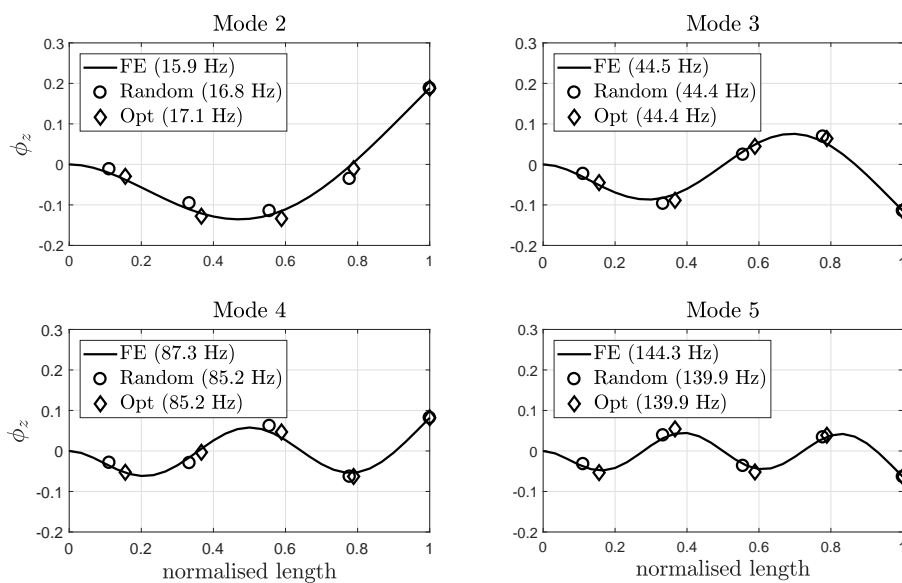 Mode 2
0.3
0.2
0.1
0
-0.1
-0.2
ϕz
FE (15.9 Hz)
Random (16.8 Hz)
Opt (17.1 Hz)
0 0.2 0.4 0.6 0.8 1
Mode 3
0.3
0.2
0.1
0
-0.1
-0.2
FE (44.5 Hz)
Random (44.4 Hz)
Opt (44.4 Hz)
0 0.2 0.4 0.6 0.8 1
Mode 4
0.3
0.2
0.1
0
-0.1
-0.2
ϕz
FE (87.3 Hz)
Random (85.2 Hz)
Opt (85.2 Hz)
0 0.2 0.4 0.6 0.8 1
normalised length
Mode 5
0.3
0.2
0.1
0
-0.1
-0.2
FE (144.3 Hz)
Random (139.9 Hz)
Opt (139.9 Hz)
0 0.2 0.4 0.6 0.8 1
normalised length